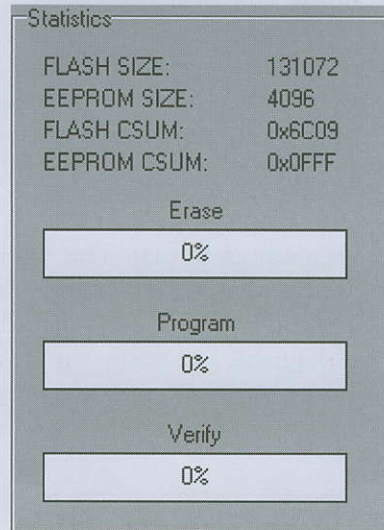 Statistics
FLASH SIZE: 131072
EEPROM SIZE: 4096
FLASH CSUM: 0x6C09
EEPROM CSUM: 0x0FFF
Erase
0%
Program
0%
Verify
0%